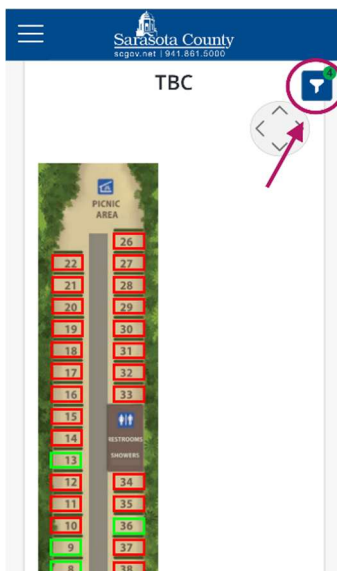 Sarasota County
scgov.net | 941.861.5000
TBC
4
PICNIC
AREA
26
22 27
21 28
20 29
19 30
18 31
17 32
16 33
15
14 RESTROOMS
13 SHOWERS
12 34
11 35
10 36
9 37
8 38